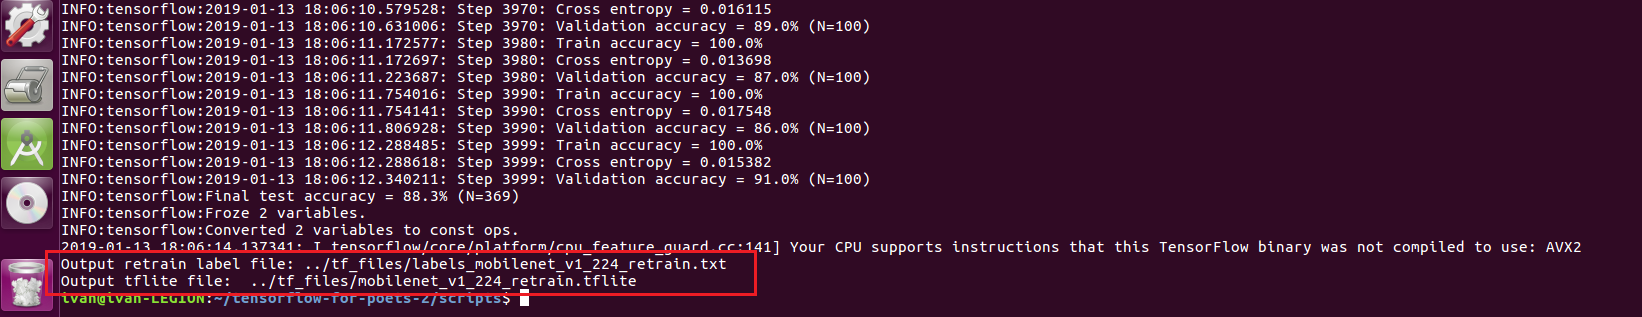 INFO:tensorflow:2019-01-13 18:06:10.579528: Step 3970: Cross entropy = 0.016115
INFO:tensorflow:2019-01-13 18:06:10.631006: Step 3970: Validation accuracy = 89.0% (N=100)
INFO:tensorflow:2019-01-13 18:06:11.172577: Step 3980: Train accuracy = 100.0%
INFO:tensorflow:2019-01-13 18:06:11.172697: Step 3980: Cross entropy = 0.013698
INFO:tensorflow:2019-01-13 18:06:11.223687: Step 3980: Validation accuracy = 87.0% (N=100)
INFO:tensorflow:2019-01-13 18:06:11.754016: Step 3990: Train accuracy = 100.0%
INFO:tensorflow:2019-01-13 18:06:11.754141: Step 3990: Cross entropy = 0.017548
INFO:tensorflow:2019-01-13 18:06:11.806928: Step 3990: Validation accuracy = 86.0% (N=100)
INFO:tensorflow:2019-01-13 18:06:12.288485: Step 3999: Train accuracy = 100.0%
INFO:tensorflow:2019-01-13 18:06:12.288618: Step 3999: Cross entropy = 0.015382
INFO:tensorflow:2019-01-13 18:06:12.340211: Step 3999: Validation accuracy = 91.0% (N=100)
INFO:tensorflow:Final test accuracy = 88.3% (N=369)
INFO:tensorflow:Froze 2 variables.
INFO:tensorflow:Converted 2 variables to const ops.
2019-01-13 18:06:14.137341: I tensorflow/core/platform/cpu_feature_guard.cc:141] Your CPU supports instructions that this TensorFlow binary was not compiled to use: AVX2
Output retrain label file: ../tf_files/labels_mobilenet_v1_224_retrain.txt
Output tflite file:  ../tf_files/mobilenet_v1_224_retrain.tflite
ivan@ivan-LEGION:~/tensorflow-for-poets-2/scripts$